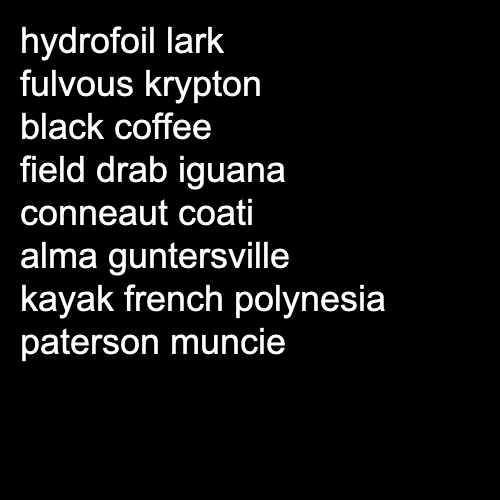 hydrofoil lark
fulvous krypton
black coffee
field drab iguana
conneaut coati
alma guntersville
kayak french polynesia
paterson muncie